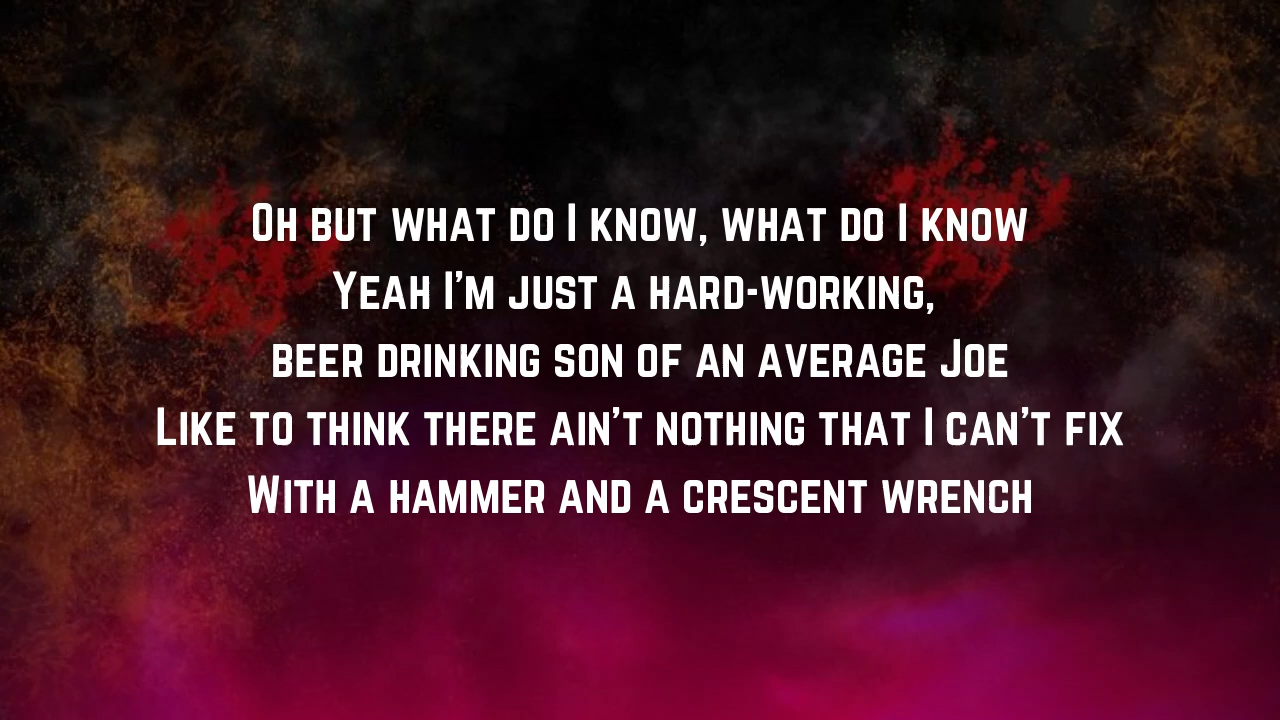 Oh but what do I know, what do I know
Yeah I'm just a hard-working,
beer drinking son of an average Joe
Like to think there ain't nothing that I can't fix
With a hammer and a crescent wrench